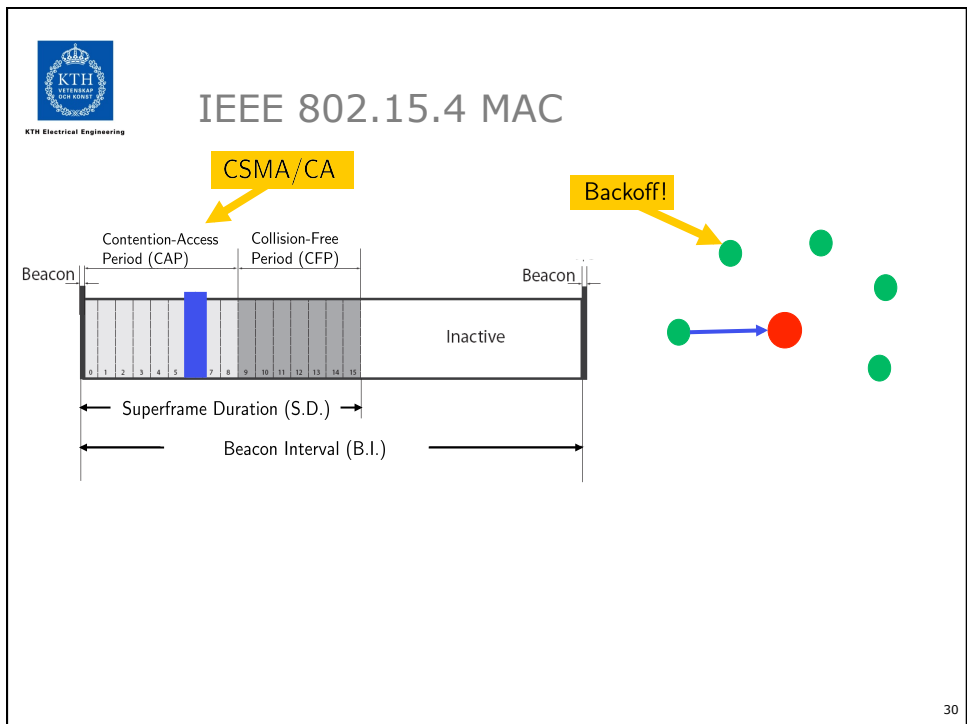 KTH
VETENSKAP
OCH KONST
KTH Electrical Engineering
IEEE 802.15.4 MAC
CSMA/CA
Backoff!
Contention-Access
Period (CAP)
Collision-Free
Period (CFP)
Beacon
Beacon
Inactive
0 1 2 3 4 5 7 8 9 10 11 12 13 14 15
Superframe Duration (S.D.)
Beacon Interval (B.I.)
30